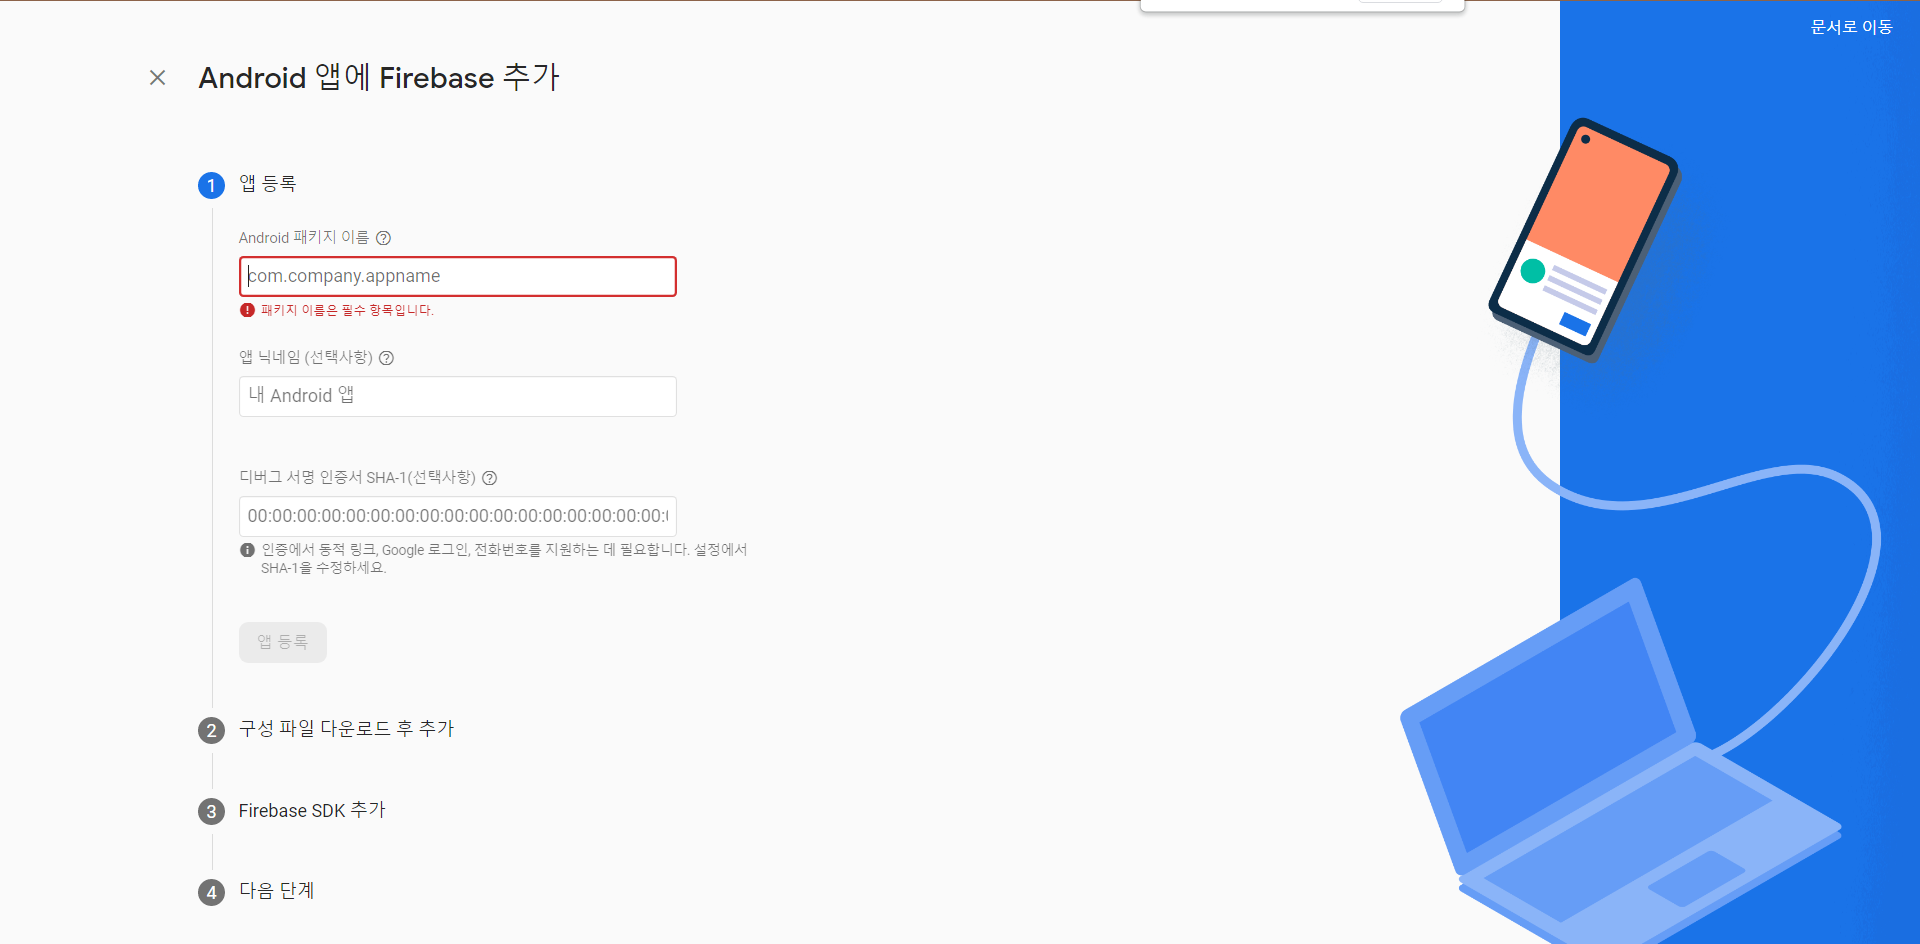 문서로 이동
Android 앱에 Firebase 추가
1 앱 등록
Android 패키지 이름
com.company.appname
패키지 이름은 필수 항목입니다.
앱 닉네임 (선택사항)
내 Android 앱
디버그 서명 인증서 SHA-1(선택사항)
00:00:00:00:00:00:00:00:00:00:00:00:00:00:00:00:00:
인증에서 동적 링크, Google 로그인, 전화번호를 지원하는 데 필요합니다. 설정에서
SHA-1을 수정하세요.
앱 등록
2 구성 파일 다운로드 후 추가
3 Firebase SDK 추가
4 다음 단계